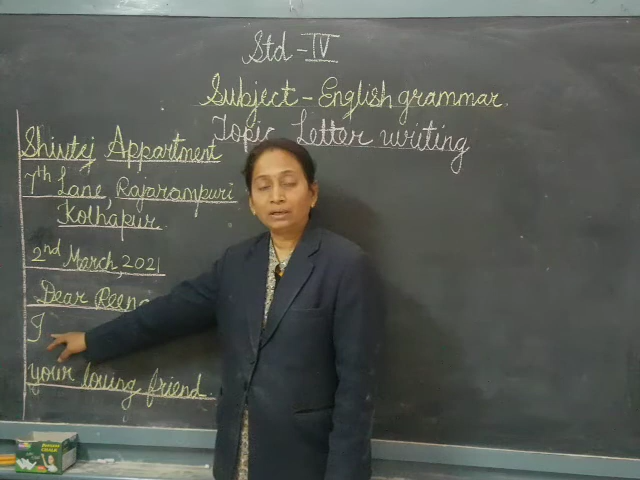 Std - IV
Subject - English grammar.
Topic Letter writing
Shivtej Appartment
7th Lane, Rajarampuri
Kolhapur
2nd March, 2021
Dear Reena
I
your loving friend.